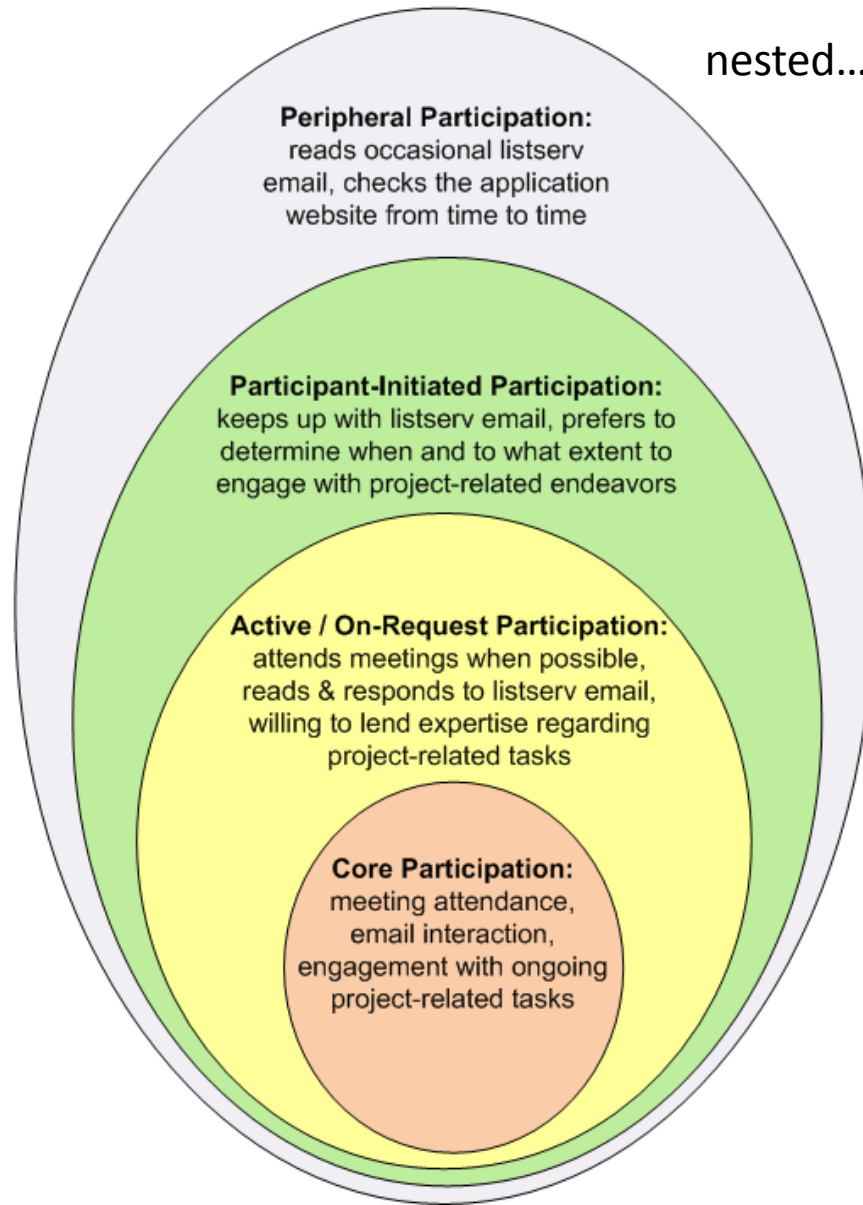 nested...
Peripheral Participation:
reads occasional listserv
email, checks the application
website from time to time
Participant-Initiated Participation:
keeps up with listserv email, prefers to
determine when and to what extent to
engage with project-related endeavors
Active / On-Request Participation:
attends meetings when possible,
reads & responds to listserv email,
willing to lend expertise regarding
project-related tasks
Core Participation:
meeting attendance,
email interaction,
engagement with ongoing
project-related tasks